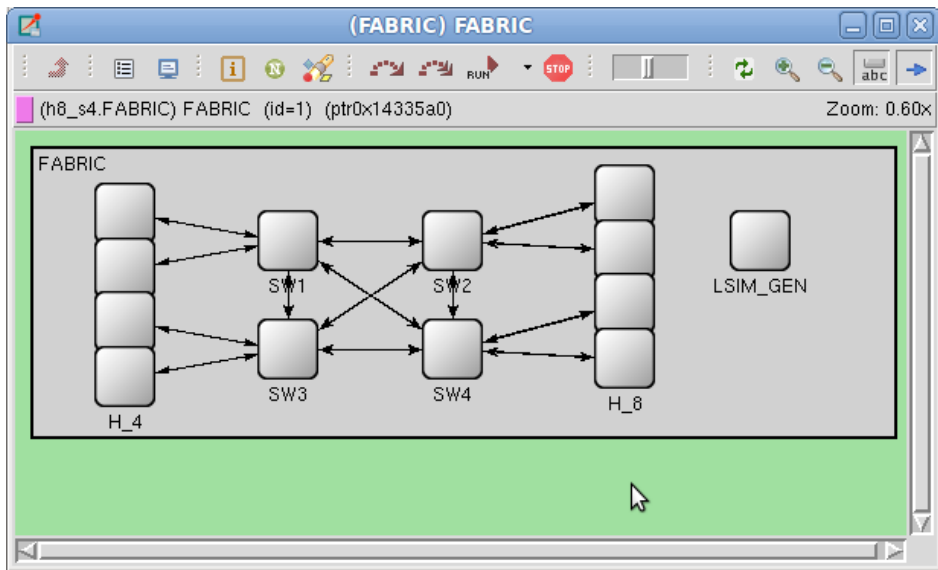 (FABRIC) FABRIC
i N RUN STOP abc
(h8_s4.FABRIC) FABRIC (id=1) (ptr0x14335a0) Zoom: 0.60x
FABRIC
SW1 SW2 LSIM_GEN
SW3 SW4 H_8
H_4